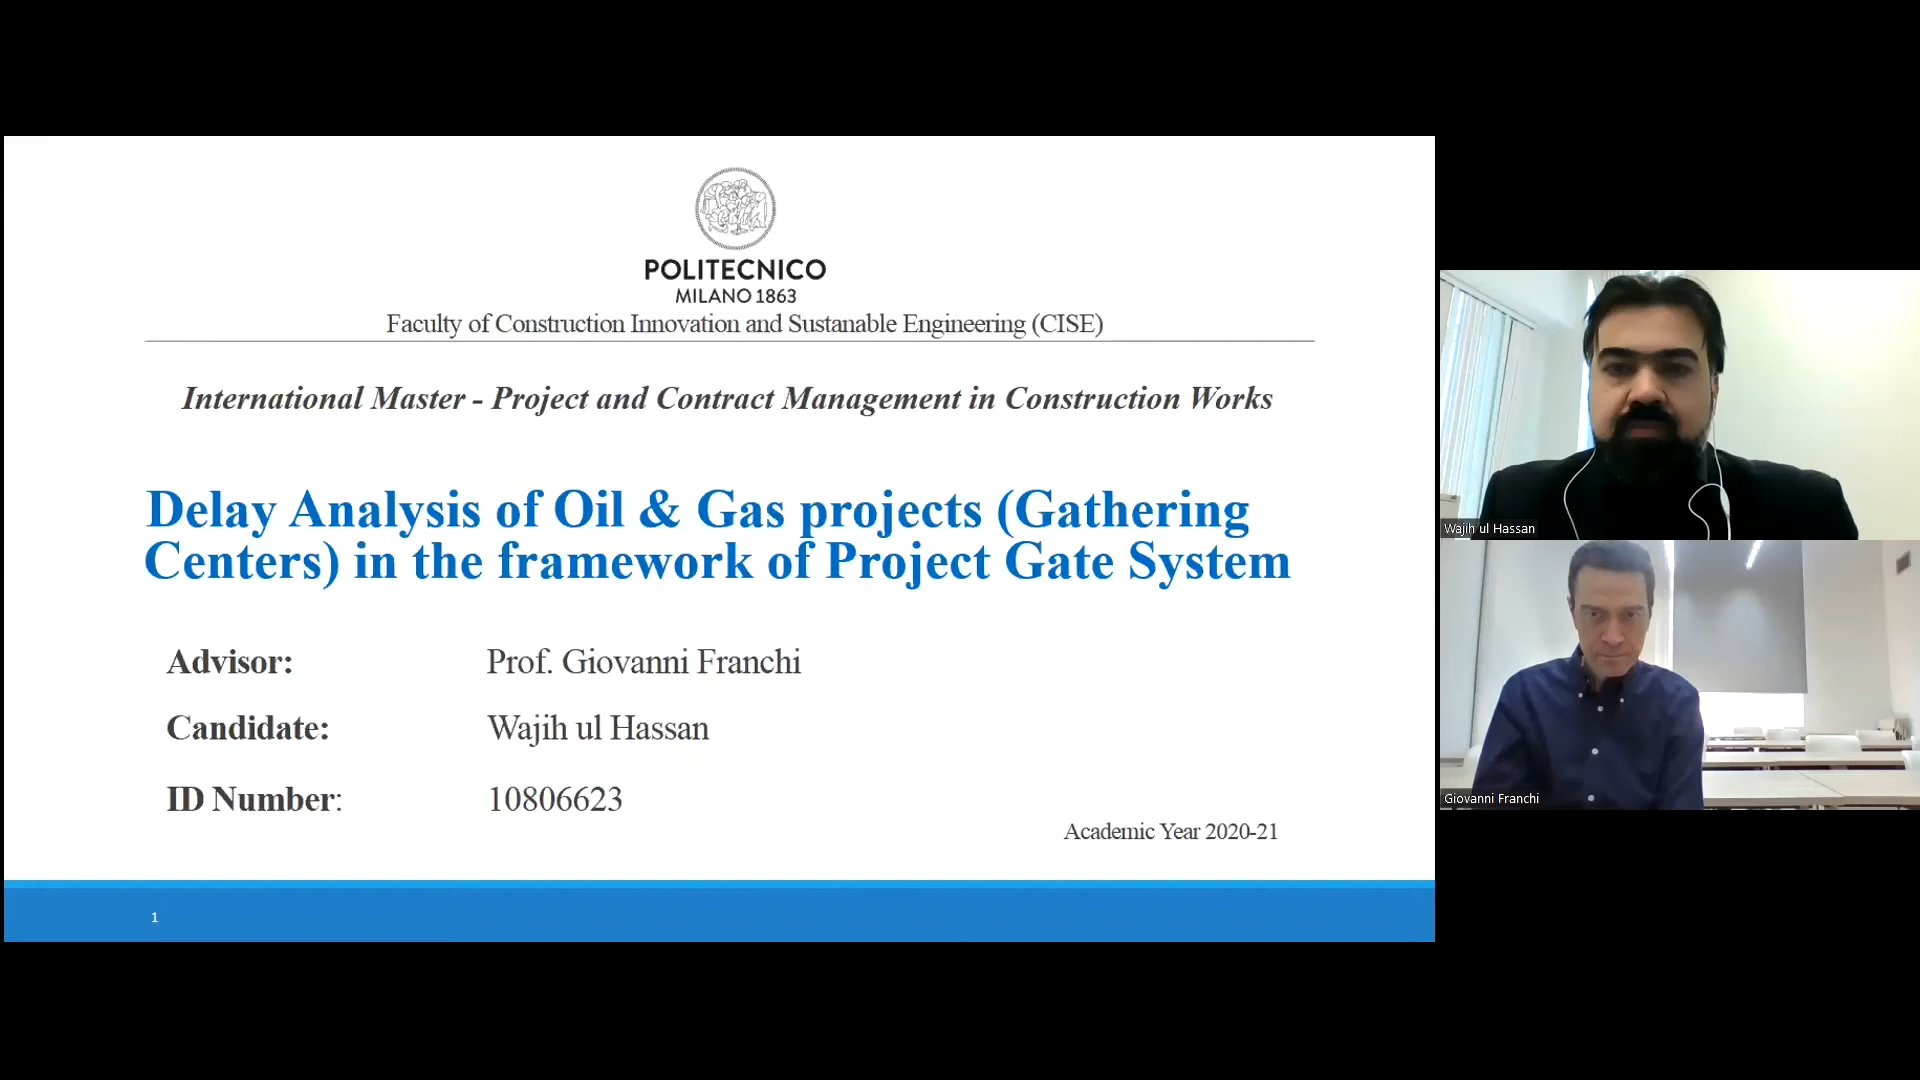 POLITECNICO
MILANO 1863
Faculty of Construction Innovation and Sustanable Engineering (CISE)
International Master - Project and Contract Management in Construction Works
Delay Analysis of Oil & Gas projects (Gathering
Centers) in the framework of Project Gate System
Advisor: Prof. Giovanni Franchi
Candidate: Wajih ul Hassan
ID Number: 10806623
Academic Year 2020-21
1
Wajih ul Hassan
Giovanni Franchi